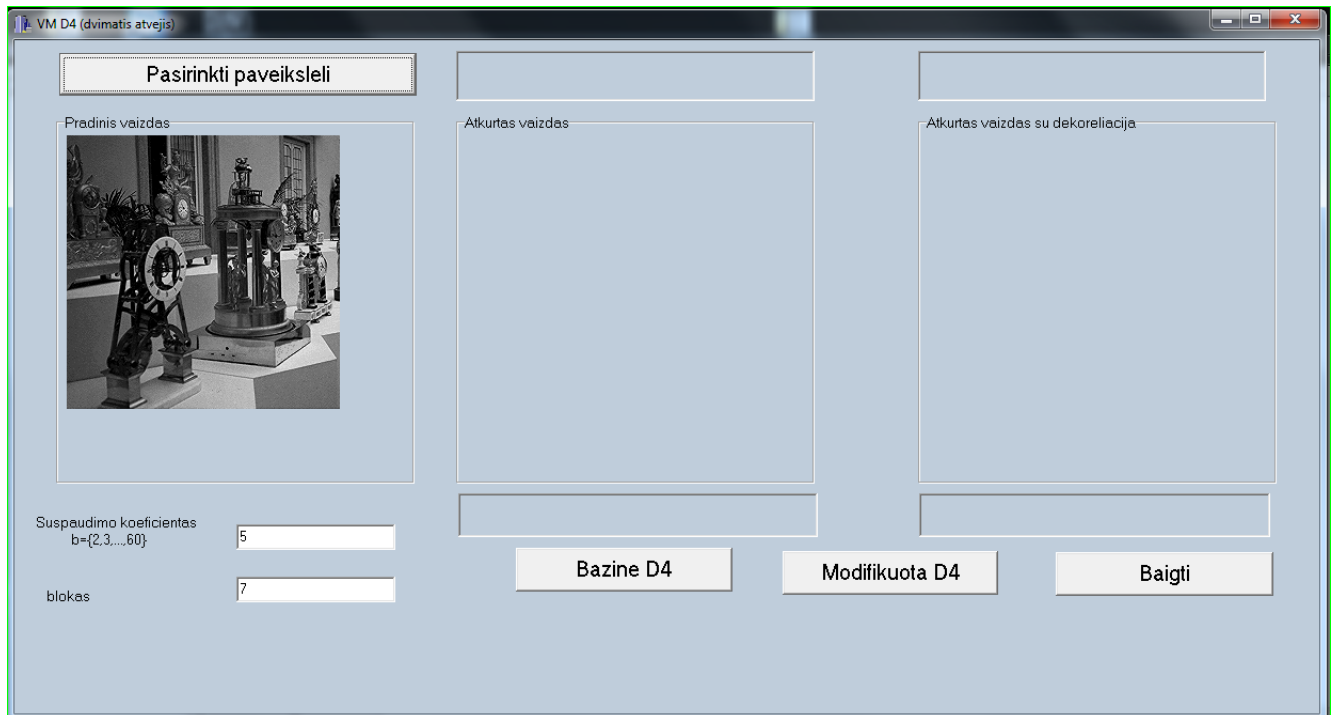 VM D4 (dvimatis atvejis)
Pasirinkti paveiksleli
Pradinis vaizdas
Atkurtas vaizdas
Atkurtas vaizdas su dekoreliacija
Suspaudimo koeficientas
b={2,3,...,60}
5
blokas
7
Bazine D4
Modifikuota D4
Baigti